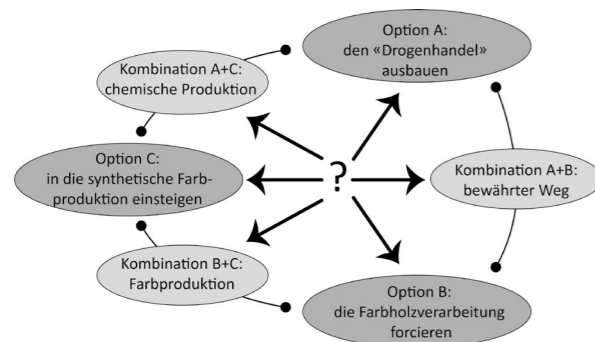 Option A:
den «Drogenhandel»
ausbauen
Kombination A+C:
chemische Produktion
Option C:
in die synthetische Farb-
produktion einsteigen
?
Kombination A+B:
bewährter Weg
Kombination B+C:
Farbproduktion
Option B:
die Farbholzverarbeitung
forcieren